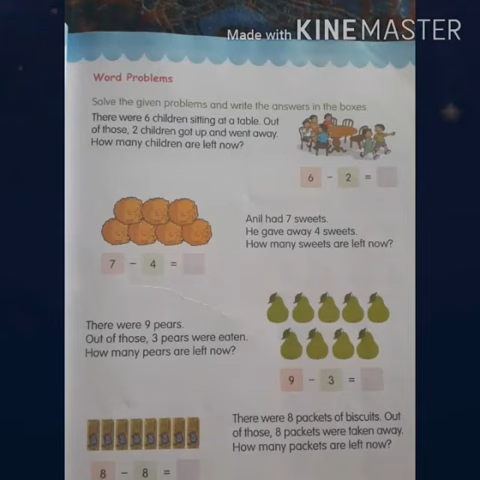 Made with KINEMASTER
Word Problems
Solve the given problems and write the answers in the boxes.
There were 6 children sitting at a table. Out
of those, 2 children got up and went away.
How many children are left now?
6 - 2 =
Anil had 7 sweets.
He gave away 4 sweets.
How many sweets are left now?
7 - 4 =
There were 9 pears.
Out of those, 3 pears were eaten.
How many pears are left now?
9 - 3 =
There were 8 packets of biscuits. Out
of those, 8 packets were taken away.
How many packets are left now?
8 - 8 =